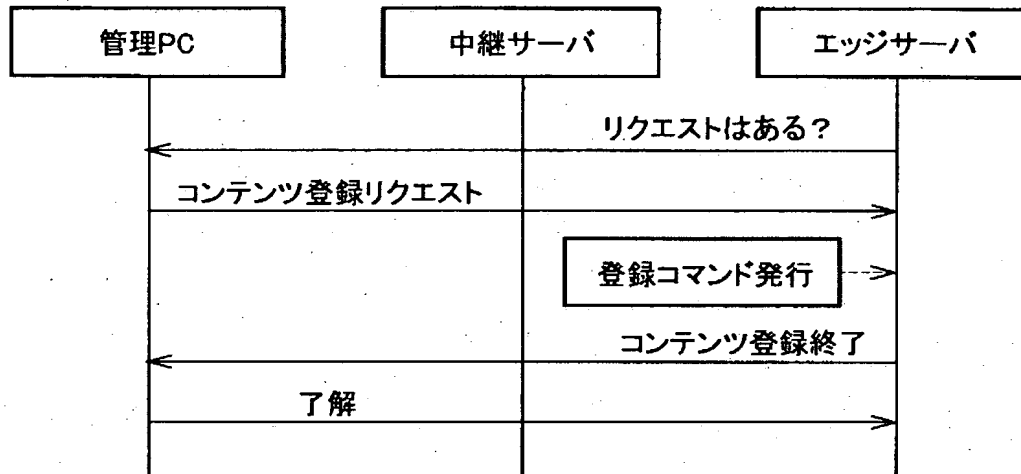 管理PC
中継サーバ
エッジサーバ
リクエストはある？
コンテンツ登録リクエスト
登録コマンド発行
コンテンツ登録終了
了解